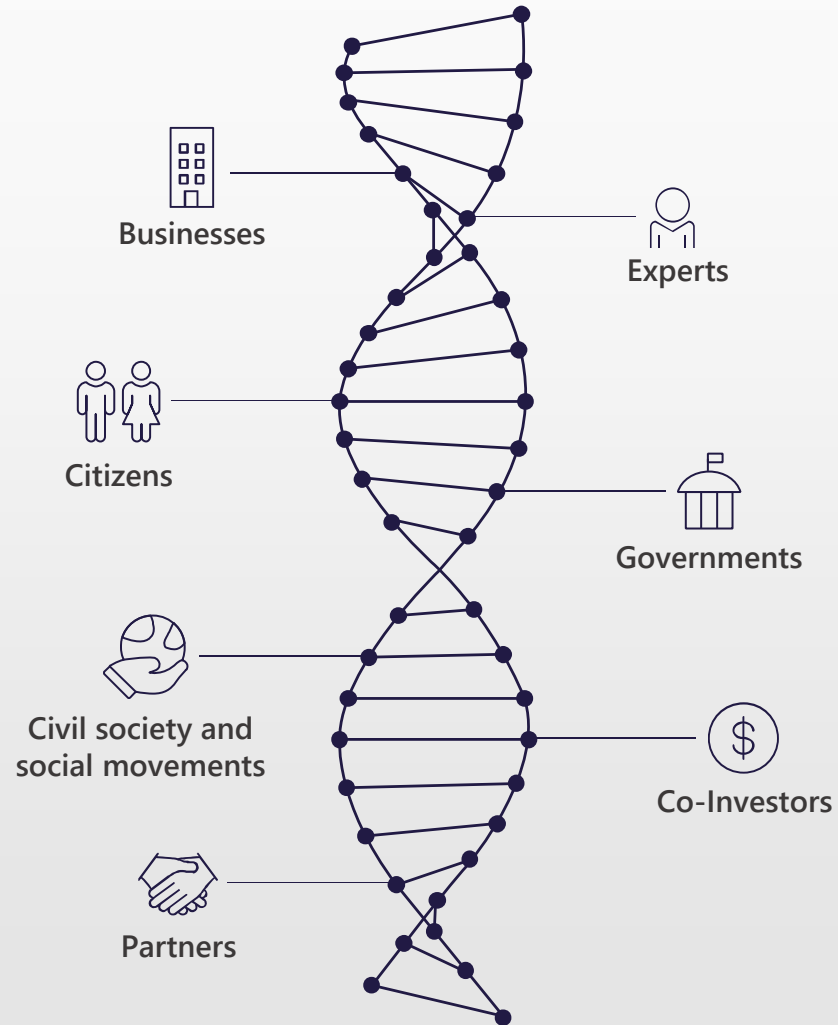 Businesses
Experts
Citizens
Governments
Civil society and
social movements
$
Co-Investors
Partners